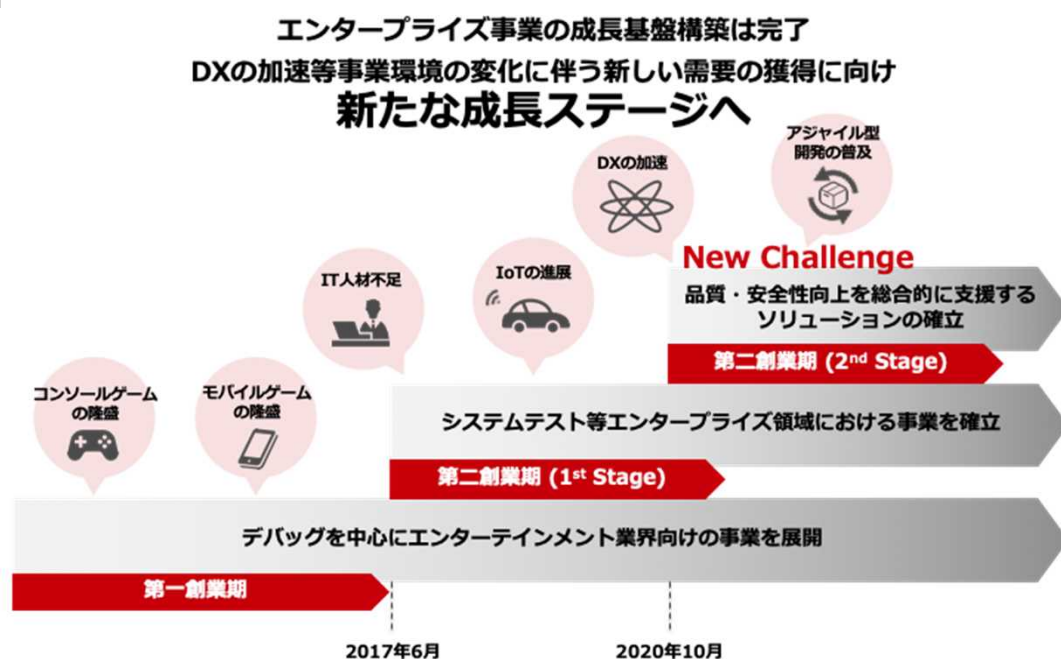 エンタープライズ事業の成長基盤構築は完了
DXの加速等事業環境の変化に伴う新しい需要の獲得に向け
新たな成長ステージへ
アジャイル型
開発の普及
DXの加速
New Challenge
IoTの進展
IT人材不足
品質・安全性向上を総合的に支援する
ソリューションの確立
第二創業期 (2nd Stage)
コンソールゲーム
の隆盛
モバイルゲーム
の隆盛
システムテスト等エンタープライズ領域における事業を確立
第二創業期 (1st Stage)
デバッグを中心にエンターテインメント業界向けの事業を展開
第一創業期
2017年6月
2020年10月